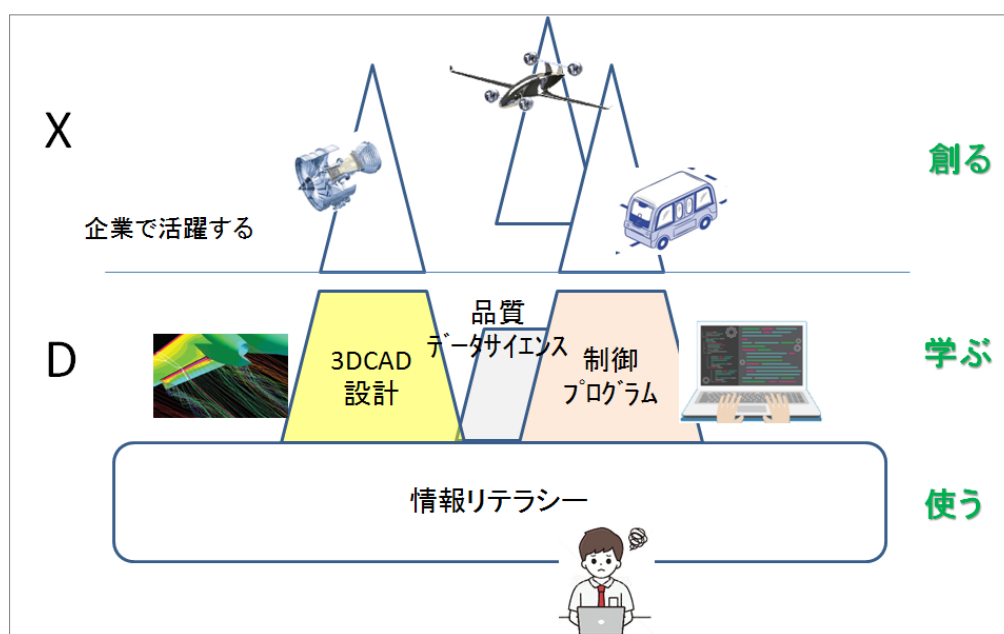 X
創る
企業で活躍する
D
3DCAD
設計
品質
データサイエンス
制御
プログラム
学ぶ
情報リテラシー
使う